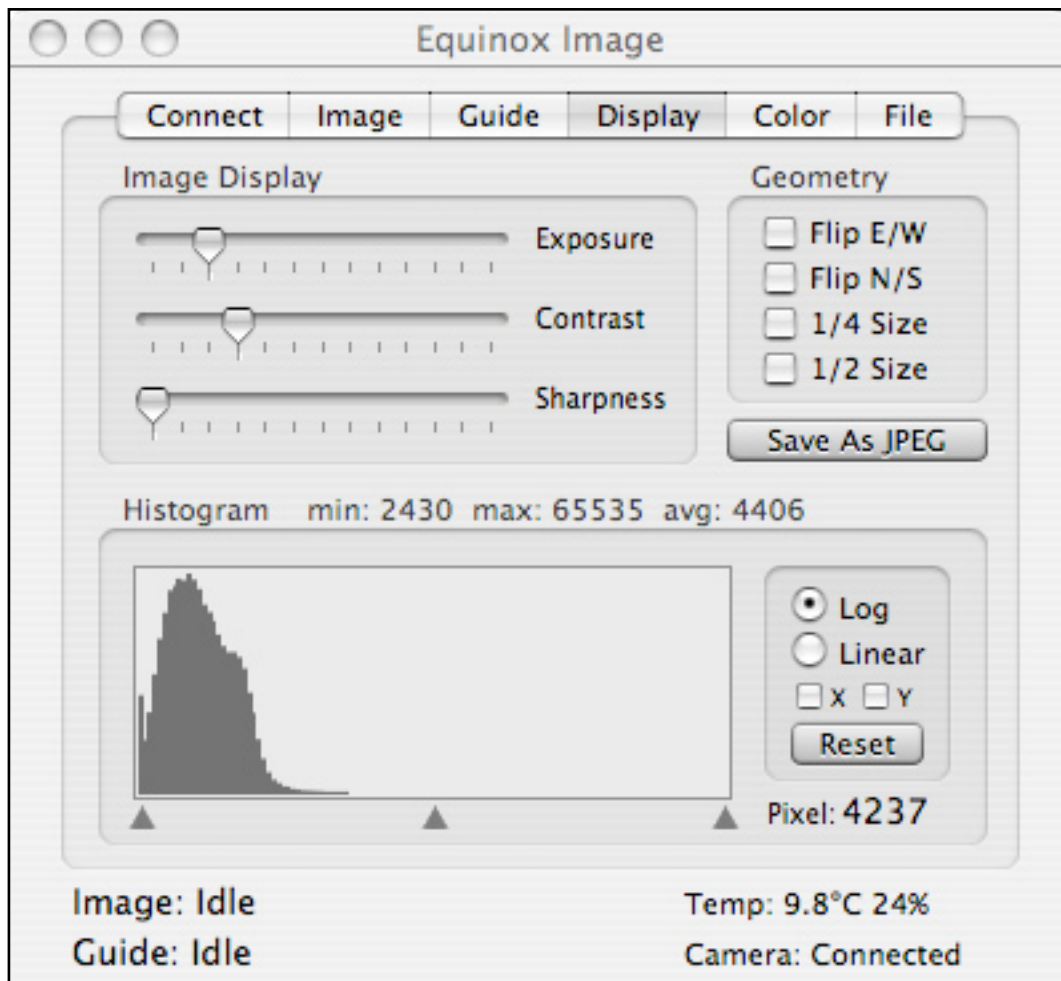 Equinox Image
Connect Image Guide Display Color File
Image Display
Exposure
Contrast
Sharpness
Geometry
Flip E/W
Flip N/S
1/4 Size
1/2 Size
Save As JPEG
Histogram min: 2430 max: 65535 avg: 4406
Log
Linear
X Y
Reset
Pixel: 4237
Image: Idle
Guide: Idle
Temp: 9.8°C 24%
Camera: Connected